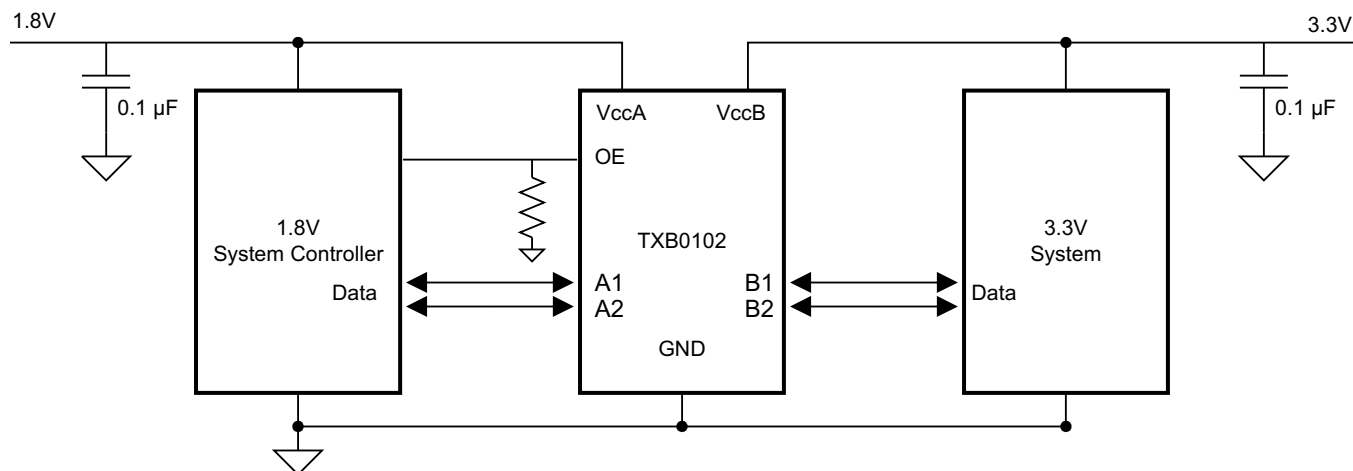 1.8V
3.3V
0.1 µF
0.1 µF
VccA
VccB
OE
1.8V
System Controller
TXB0102
3.3V
System
Data
A1
A2
B1
B2
Data
GND